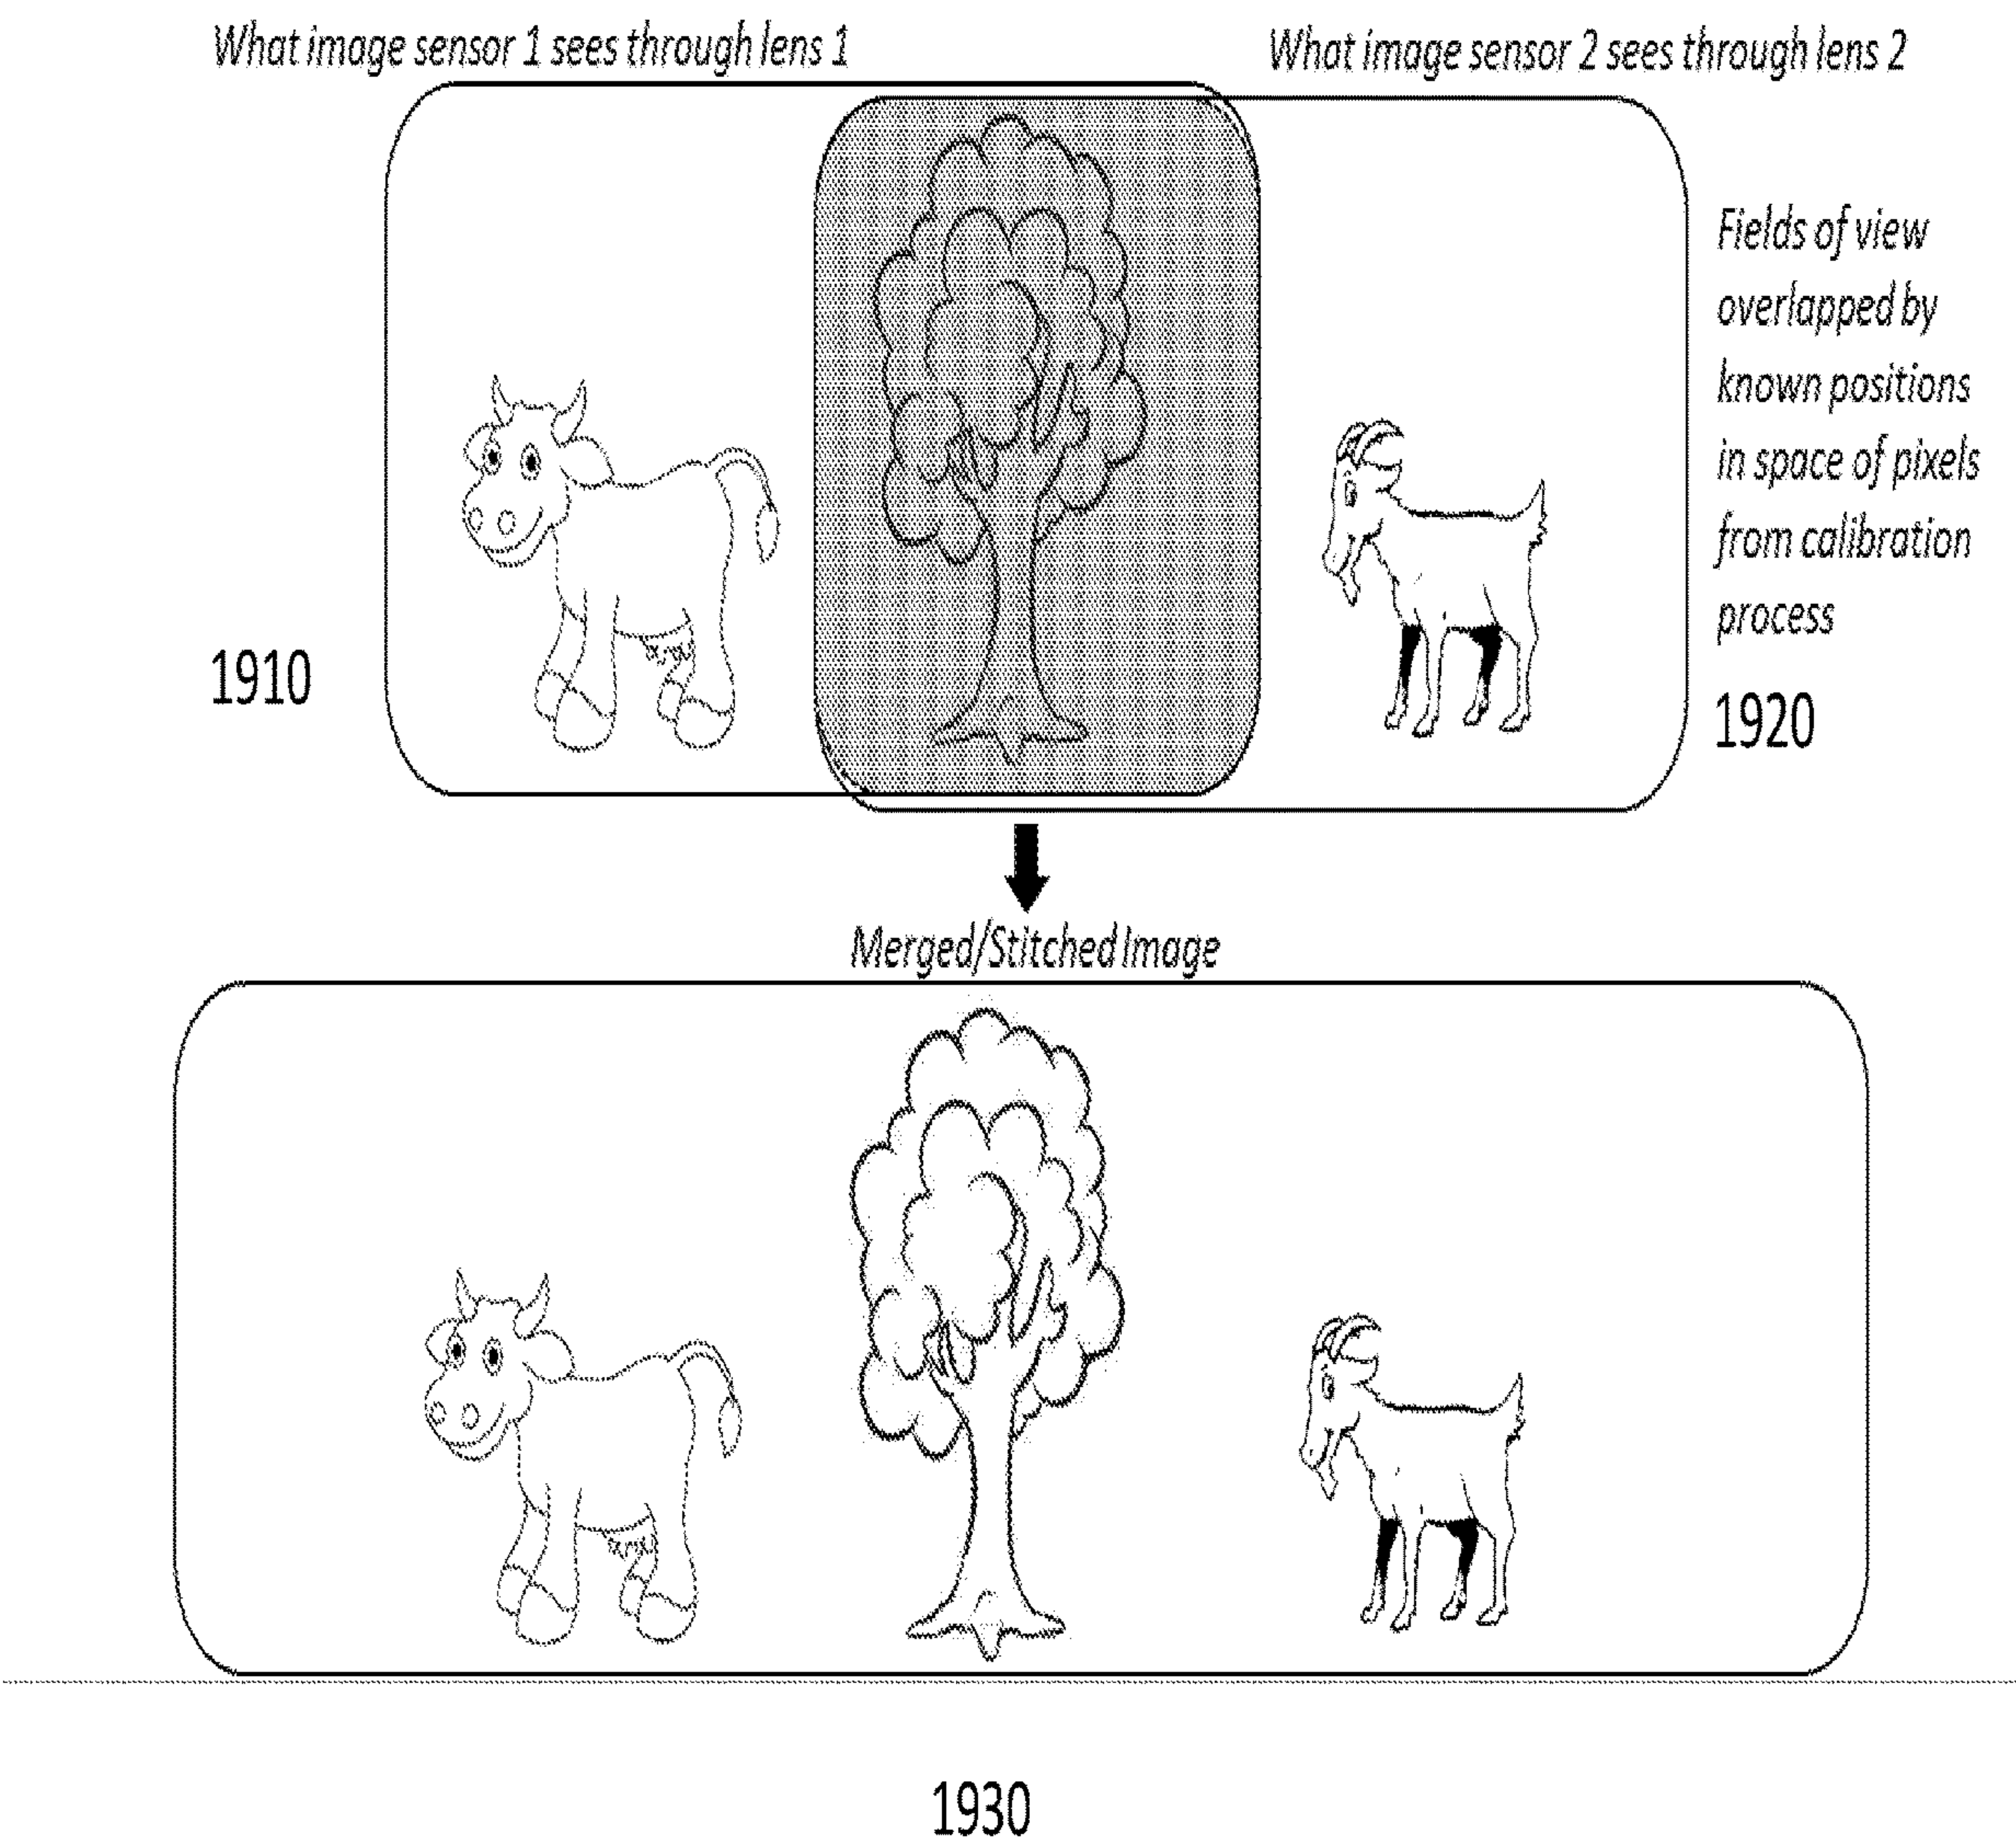 What image sensor 1 sees through lens 1
What image sensor 2 sees through lens 2
Fields of view
overlapped by
known positions
in space of pixels
from calibration
process
1910
1920
Merged/Stitched Image
1930